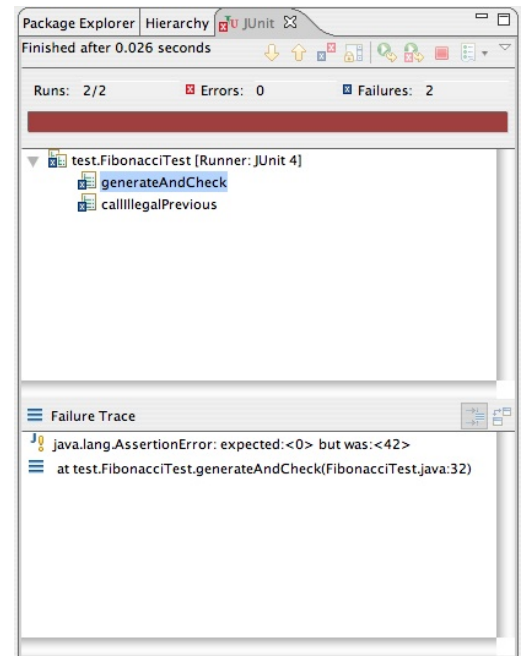 Package Explorer Hierarchy JUnit
Finished after 0.026 seconds
Runs: 2/2 Errors: 0 Failures: 2
test.FibonacciTest [Runner: JUnit 4]
generateAndCheck
callIllegalPrevious
Failure Trace
java.lang.AssertionError: expected:<0> but was:<42>
at test.FibonacciTest.generateAndCheck(FibonacciTest.java:32)